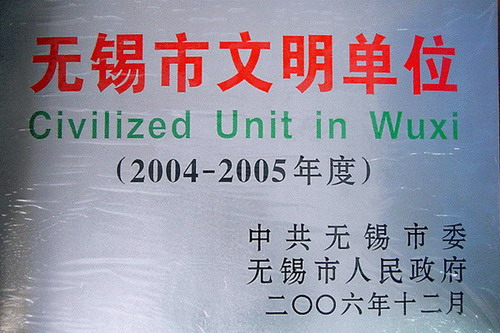 无锡市文明单位
Civilized Unit in Wuxi
(2004-2005年度)
中共无锡市委
无锡市人民政府
二〇〇六年十二月